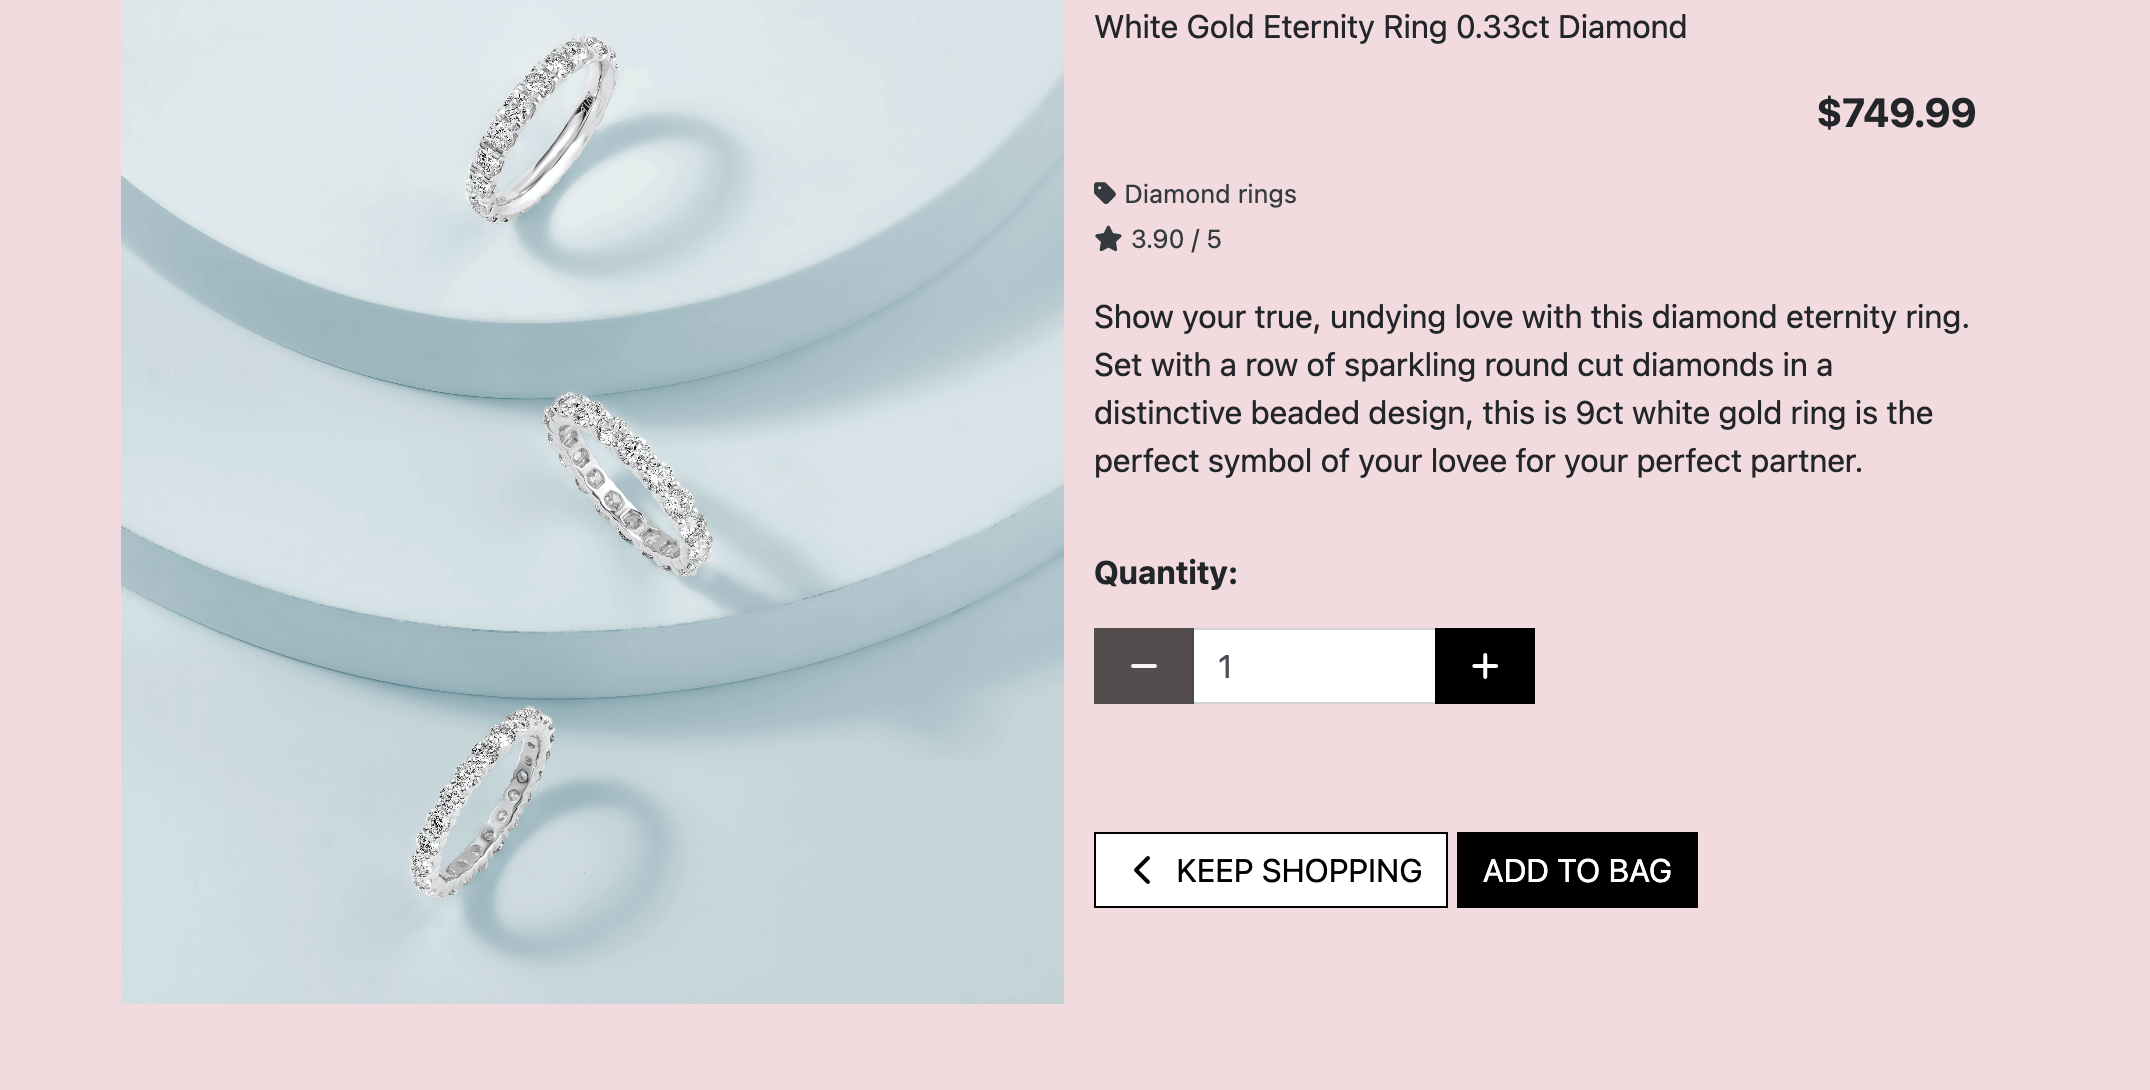 White Gold Eternity Ring 0.33ct Diamond
$749.99
Diamond rings
3.90 / 5
Show your true, undying love with this diamond eternity ring.
Set with a row of sparkling round cut diamonds in a
distinctive beaded design, this is 9ct white gold ring is the
perfect symbol of your lovee for your perfect partner.
Quantity:
1
KEEP SHOPPING
ADD TO BAG